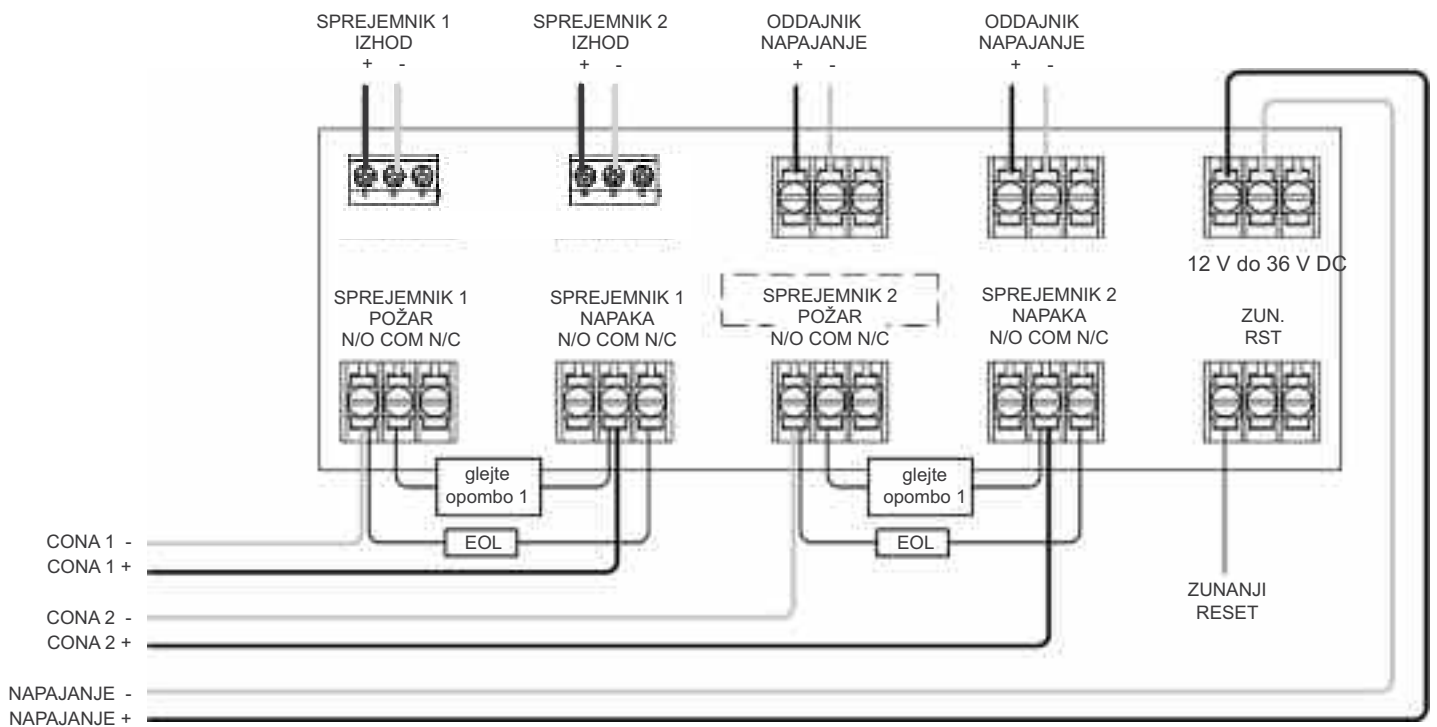 SPREJEMNIK 1
IZHOD
+ -
SPREJEMNIK 2
IZHOD
+ -
ODDAJNIK
NAPAJANJE
+ -
ODDAJNIK
NAPAJANJE
+ -
12 V do 36 V DC
SPREJEMNIK 1
POŽAR
N/O COM N/C
SPREJEMNIK 1
NAPAKA
N/O COM N/C
SPREJEMNIK 2
POŽAR
N/O COM N/C
SPREJEMNIK 2
NAPAKA
N/O COM N/C
ZUN.
RST
glejte
opombo 1
glejte
opombo 1
EOL
EOL
CONA 1 -
CONA 1 +
CONA 2 -
CONA 2 +
ZUNANJI
RESET
NAPAJANJE -
NAPAJANJE +